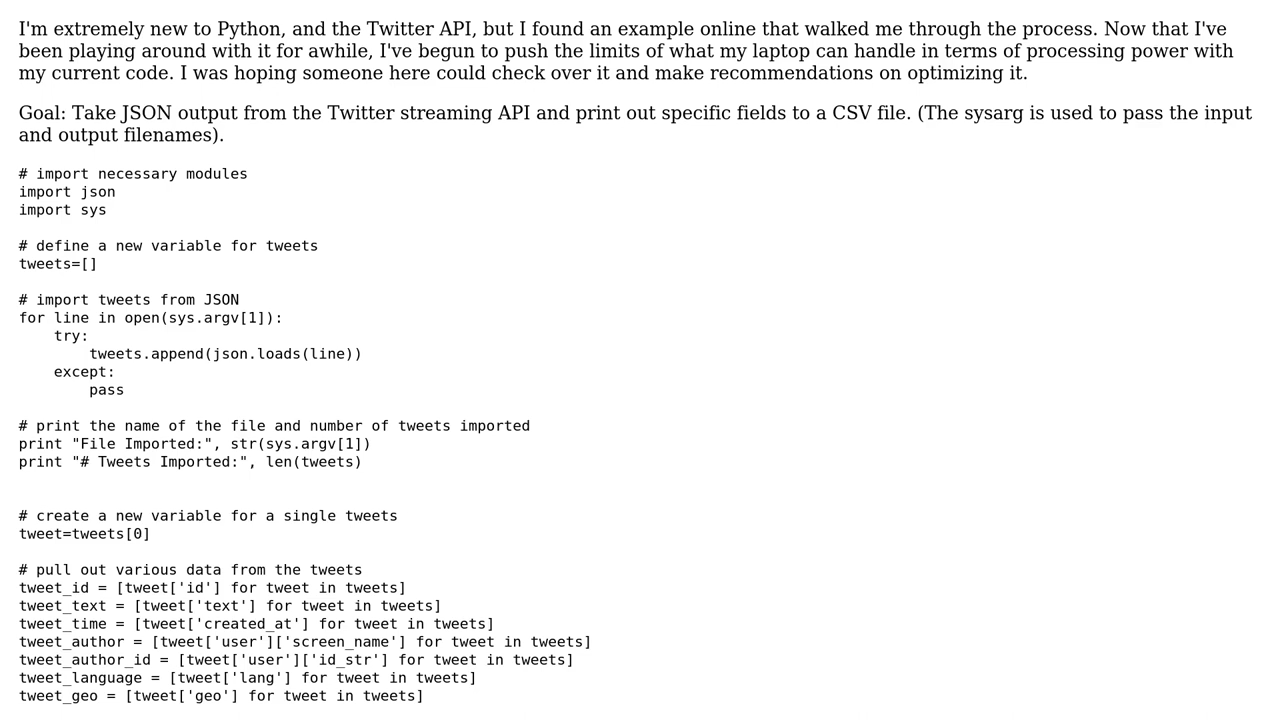 I'm extremely new to Python, and the Twitter API, but I found an example online that walked me through the process. Now that I've
been playing around with it for awhile, I've begun to push the limits of what my laptop can handle in terms of processing power with
my current code. I was hoping someone here could check over it and make recommendations on optimizing it.
Goal: Take JSON output from the Twitter streaming API and print out specific fields to a CSV file. (The sysarg is used to pass the input
and output filenames).
# import necessary modules
import json
import sys
# define a new variable for tweets
tweets=[]
# import tweets from JSON
for line in open(sys.argv[1]):
    try:
        tweets.append(json.loads(line))
    except:
        pass
# print the name of the file and number of tweets imported
print "File Imported:", str(sys.argv[1])
print "# Tweets Imported:", len(tweets)
# create a new variable for a single tweets
tweet=tweets[0]
# pull out various data from the tweets
tweet_id = [tweet['id'] for tweet in tweets]
tweet_text = [tweet['text'] for tweet in tweets]
tweet_time = [tweet['created_at'] for tweet in tweets]
tweet_author = [tweet['user']['screen_name'] for tweet in tweets]
tweet_author_id = [tweet['user']['id_str'] for tweet in tweets]
tweet_language = [tweet['lang'] for tweet in tweets]
tweet_geo = [tweet['geo'] for tweet in tweets]